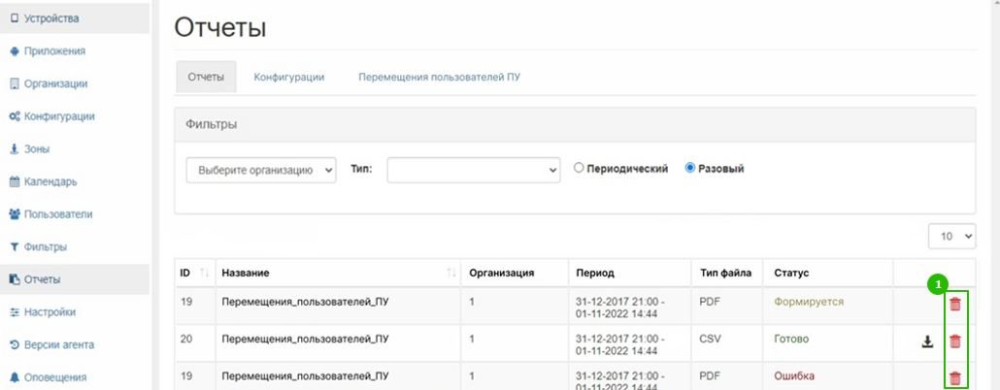 Устройства
Приложения
Организации
Конфигурации
Зоны
Календарь
Пользователи
Фильтры
Отчеты
Настройки
Версии агента
Оповещения
Отчеты
Отчеты Конфигурации Перемещения пользователей ПУ
Фильтры
Выберите организацию Тип: Периодический Разовый
10
ID Название Организация Период Тип файла Статус
1
19 Перемещения_пользователей_ПУ 1 31-12-2017 21:00 - PDF Формируется
01-11-2022 14:44
20 Перемещения_пользователей_ПУ 1 31-12-2017 21:00 - CSV Готово
01-11-2022 14:44
19 Перемещения_пользователей_ПУ 1 31-12-2017 21:00 - PDF Ошибка
01-11-2022 14:44